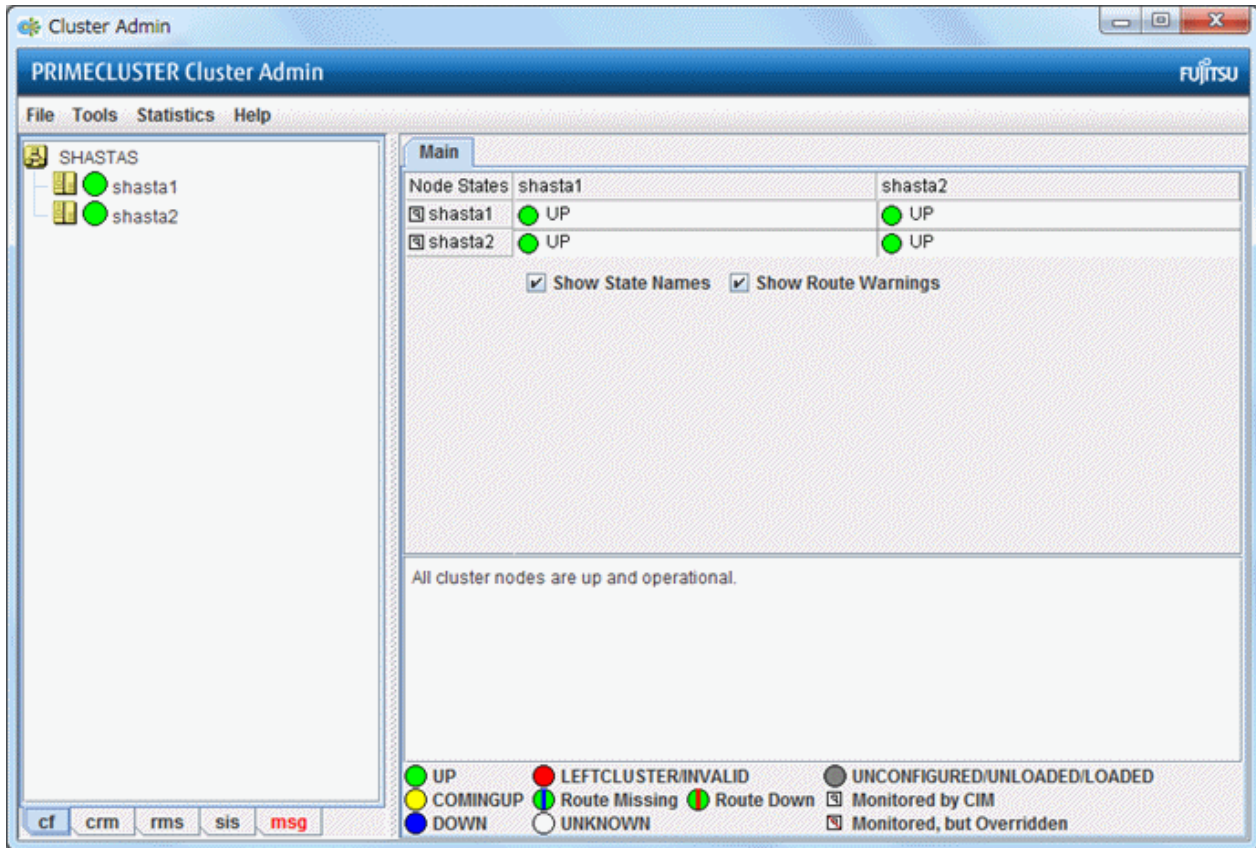 Cluster Admin
PRIMECLUSTER Cluster Admin FUJITSU
File Tools Statistics Help
SHASTAS
shasta1
shasta2
Main
Node States shasta1 shasta2
shasta1 UP UP
shasta2 UP UP
Show State Names Show Route Warnings
All cluster nodes are up and operational.
UP LEFTCLUSTER/INVALID UNCONFIGURED/UNLOADED/LOADED
COMINGUP Route Missing Route Down Monitored by CIM
DOWN UNKNOWN Monitored, but Overridden
cf crm rms sis msg